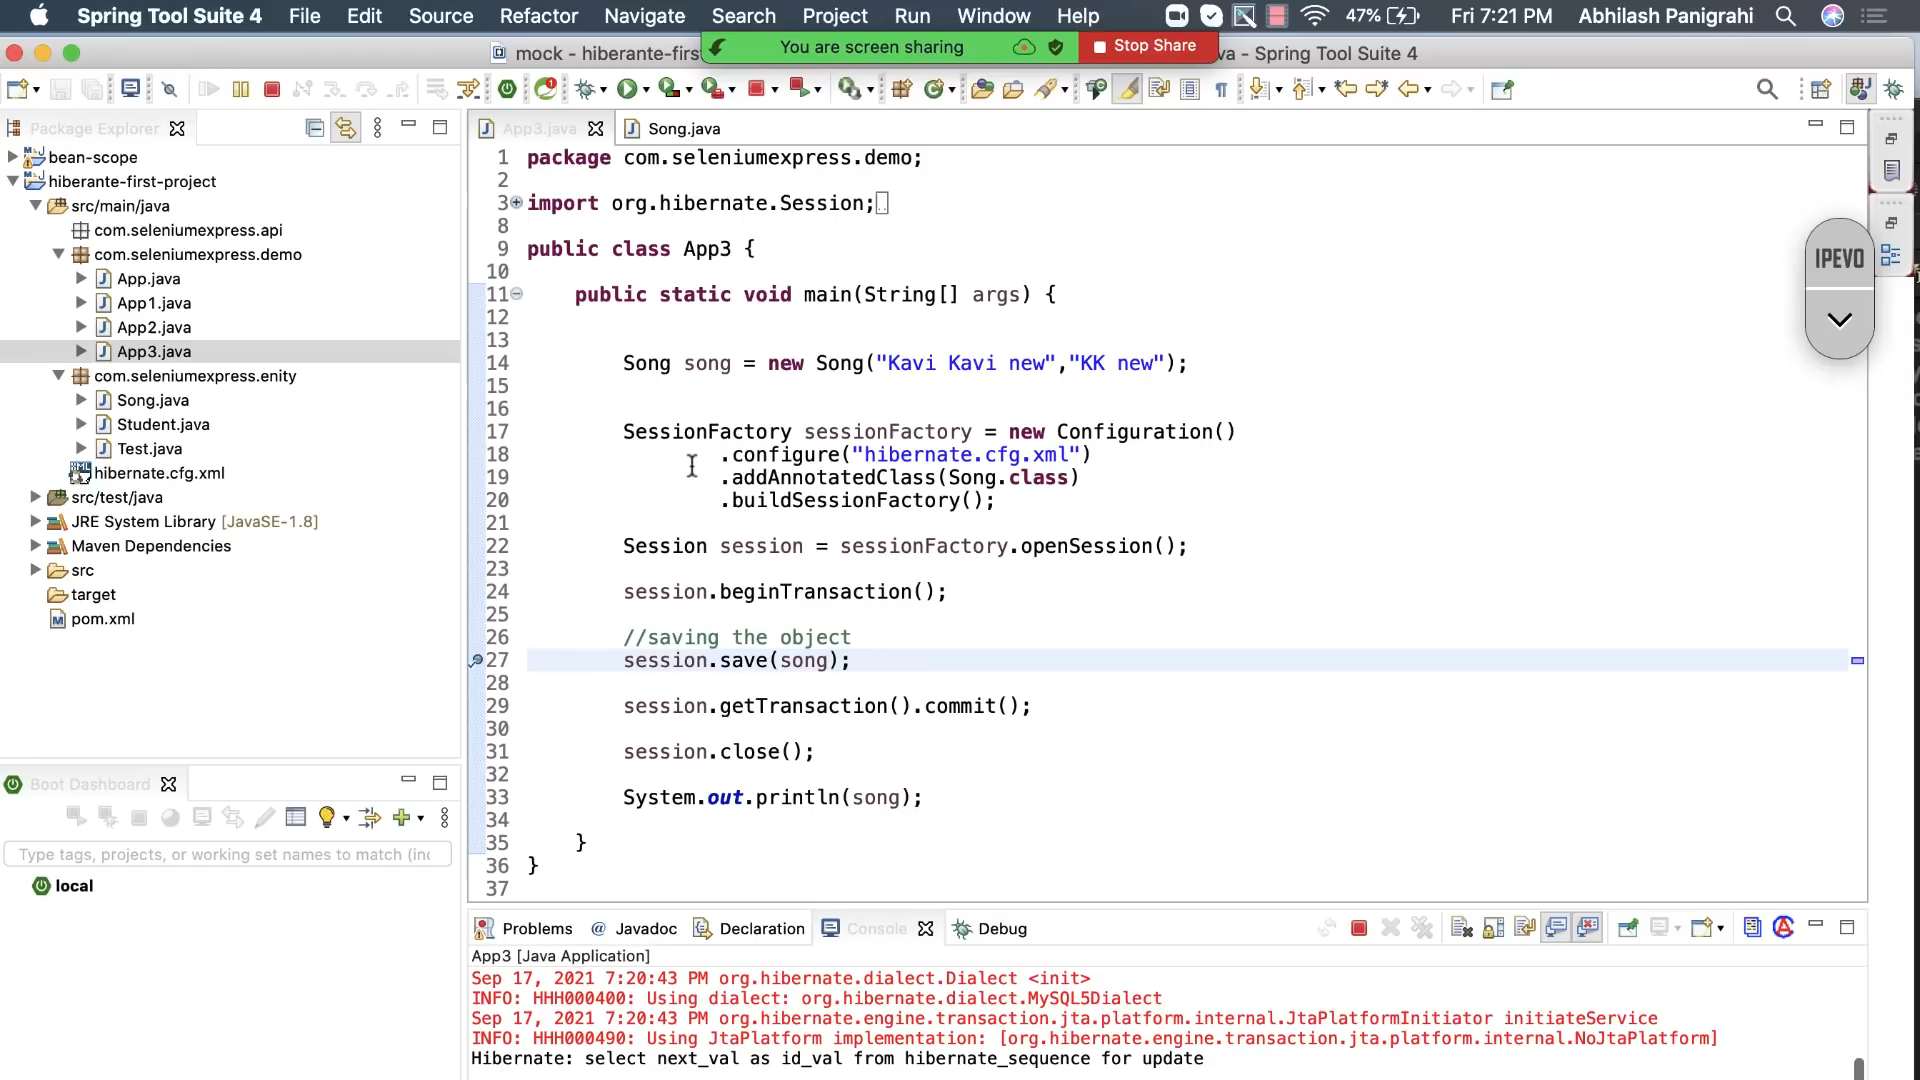 Spring Tool Suite 4 File Edit Source Refactor Navigate Search Project Run Window Help 47% Fri 7:21 PM Abhilash Panigrahi
mock - hiberante-firs
You are screen sharing
Stop Share
va - Spring Tool Suite 4
Package Explorer
bean-scope
hiberante-first-project
src/main/java
com.seleniumexpress.api
com.seleniumexpress.demo
App.java
App1.java
App2.java
App3.java
com.seleniumexpress.enity
Song.java
Student.java
Test.java
hibernate.cfg.xml
src/test/java
JRE System Library [JavaSE-1.8]
Maven Dependencies
src
target
pom.xml
Boot Dashboard
Type tags, projects, or working set names to match (inc
local
App3.java Song.java
1 package com.seleniumexpress.demo;
2
3 import org.hibernate.Session;
8
9 public class App3 {
10
11 public static void main(String[] args) {
12
13
14 Song song = new Song("Kavi Kavi new","KK new");
15
16
17 SessionFactory sessionFactory = new Configuration()
18 .configure("hibernate.cfg.xml")
19 .addAnnotatedClass(Song.class)
20 .buildSessionFactory();
21
22 Session session = sessionFactory.openSession();
23
24 session.beginTransaction();
25
26 //saving the object
27 session.save(song);
28
29 session.getTransaction().commit();
30
31 session.close();
32
33 System.out.println(song);
34
35 }
36 }
37
IPEVO
Problems @ Javadoc Declaration Console Debug
App3 [Java Application]
Sep 17, 2021 7:20:43 PM org.hibernate.dialect.Dialect <init>
INFO: HHH000400: Using dialect: org.hibernate.dialect.MySQL5Dialect
Sep 17, 2021 7:20:43 PM org.hibernate.engine.transaction.jta.platform.internal.JtaPlatformInitiator initiateService
INFO: HHH000490: Using JtaPlatform implementation: [org.hibernate.engine.transaction.jta.platform.internal.NoJtaPlatform]
Hibernate: select next_val as id_val from hibernate_sequence for update